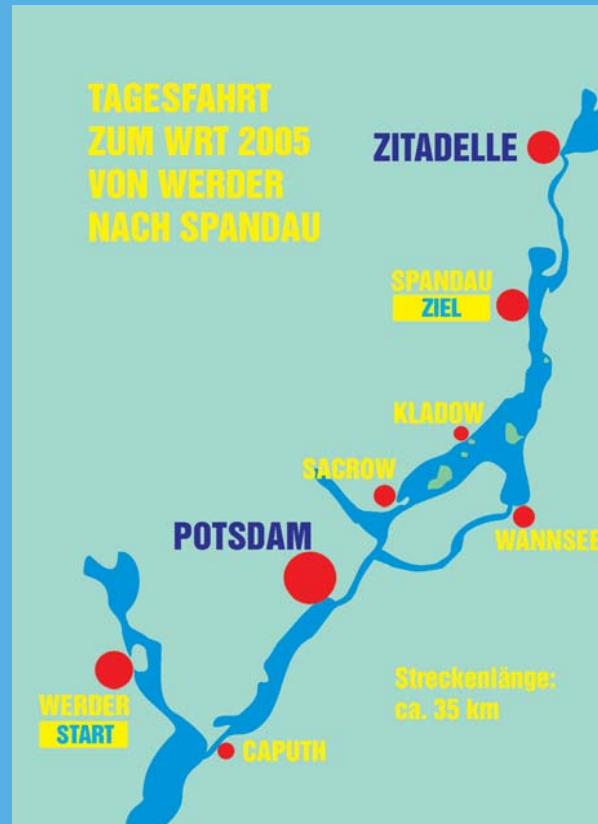 TAGESFAHRT
ZUM WRT 2005
VON WERDER
NACH SPANDAU
ZITADELLE
SPANDAU
ZIEL
KLADOW
SACROW
WANNSEE
POTSDAM
WERDER
START
CAPUTH
Streckenlänge:
ca. 35 km